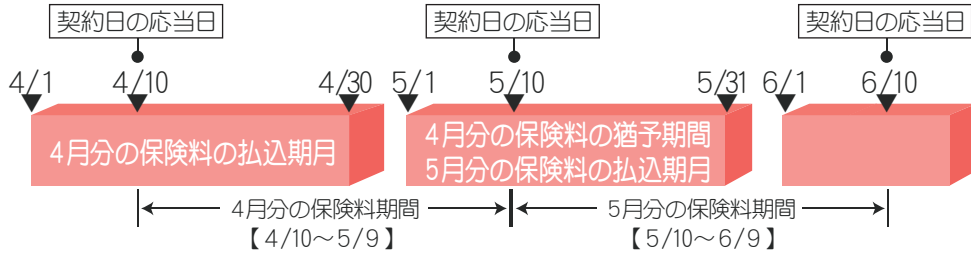 契約日の応当日 契約日の応当日 契約日の応当日
4/1 4/10 4/30 5/1 5/10 5/31 6/1 6/10
4月分の保険料の払込期月
4月分の保険料の猶予期間
5月分の保険料の払込期月
4月分の保険料期間
【4/10～5/9】
5月分の保険料期間
【5/10～6/9】